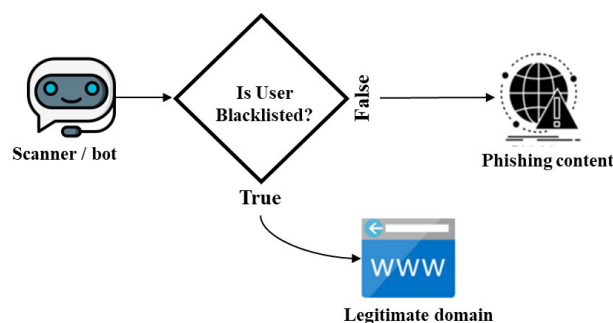 Is User
Blacklisted?
False
Scanner / bot
Phishing content
True
WWW
Legitimate domain